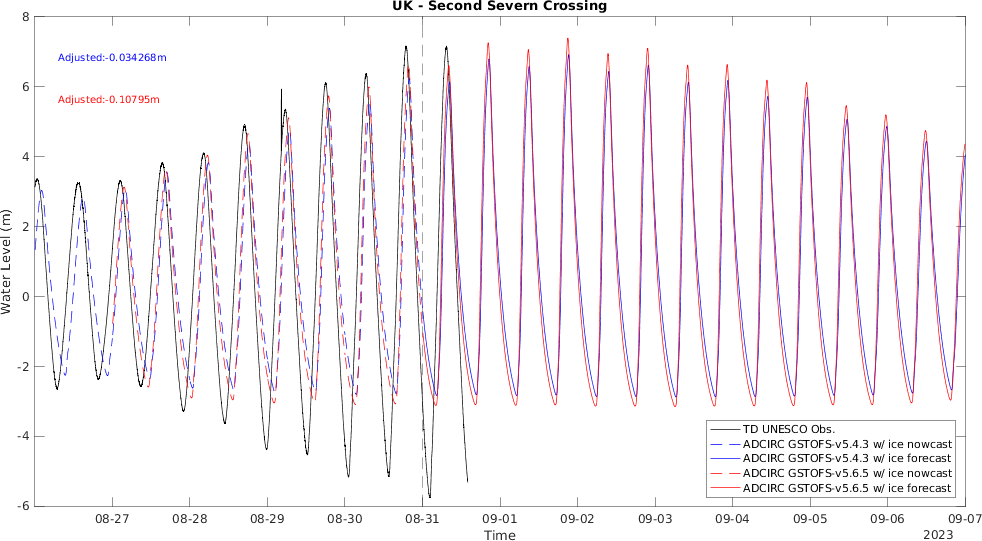 UK - Second Severn Crossing
Adjusted:-0.034268m
Adjusted:-0.10795m
Water Level (m)
8
6
4
2
0
-2
-4
-6
TD UNESCO Obs.
ADCIRC GSTOFS-v5.4.3 w/ ice nowcast
ADCIRC GSTOFS-v5.4.3 w/ ice forecast
ADCIRC GSTOFS-v5.6.5 w/ ice nowcast
ADCIRC GSTOFS-v5.6.5 w/ ice forecast
08-27 08-28 08-29 08-30 08-31 09-01 09-02 09-03 09-04 09-05 09-06 09-07
Time
2023